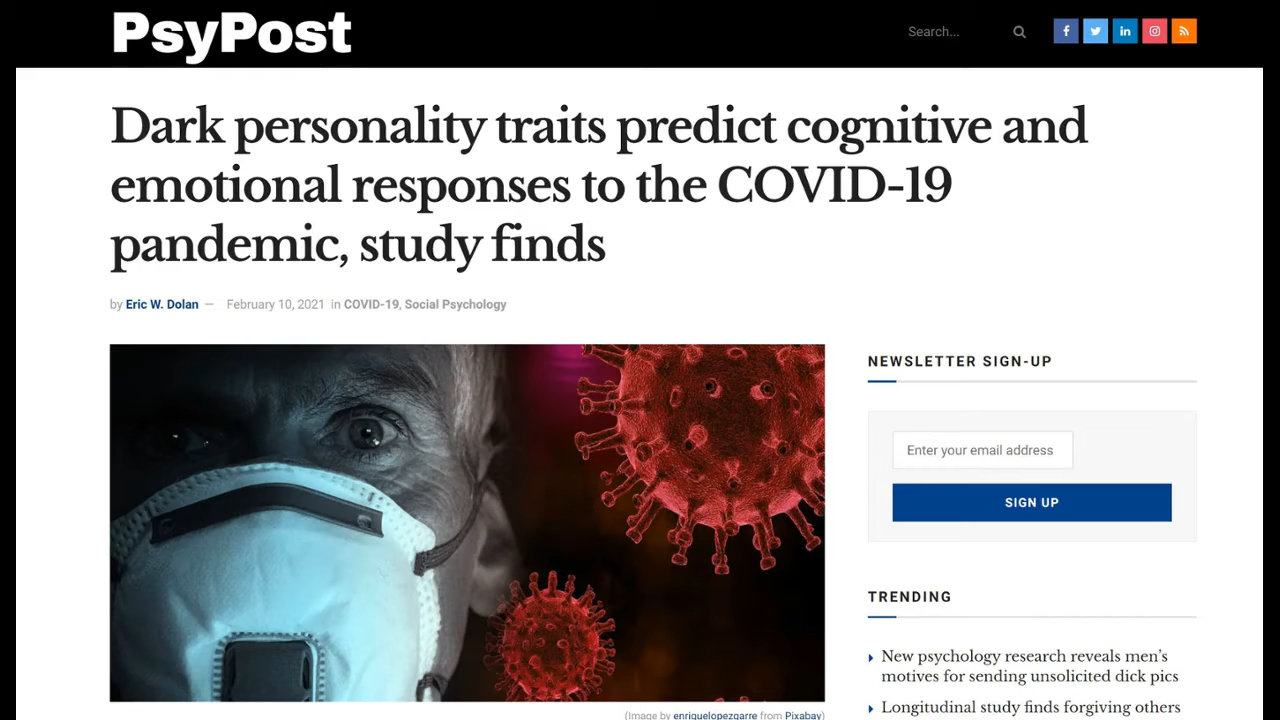 PsyPost
Search...
Dark personality traits predict cognitive and
emotional responses to the COVID-19
pandemic, study finds
by Eric W. Dolan — February 10, 2021 in COVID-19, Social Psychology
NEWSLETTER SIGN-UP
Enter your email address
SIGN UP
TRENDING
New psychology research reveals men's
motives for sending unsolicited dick pics
Longitudinal study finds forgiving others
(Image by enriquelopezgarre from Pixabay)